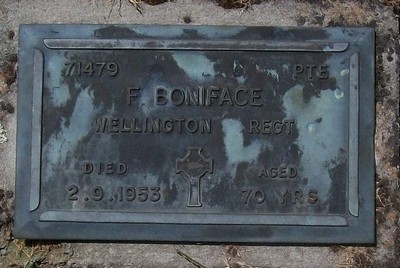 71479 PTE
F. BONIFACE
WELLINGTON REGT
DIED AGED
2.9.1953 70 YRS